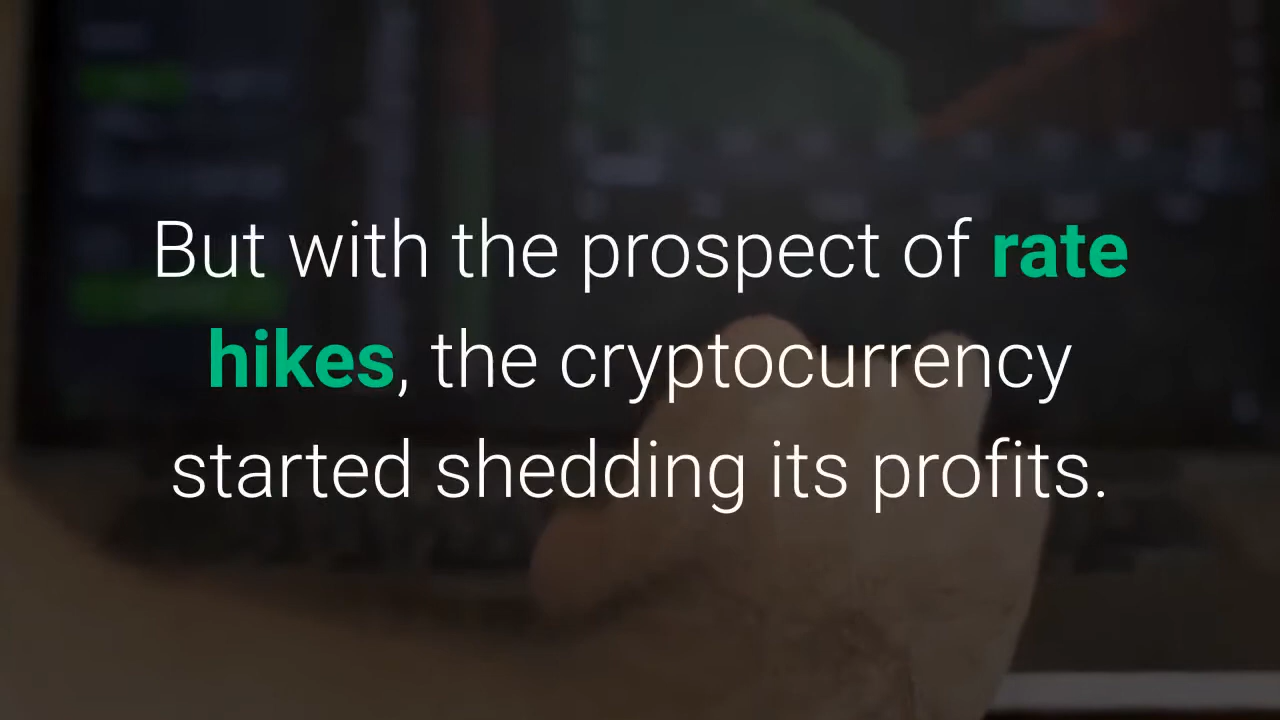 But with the prospect of rate
hikes, the cryptocurrency
started shedding its profits.